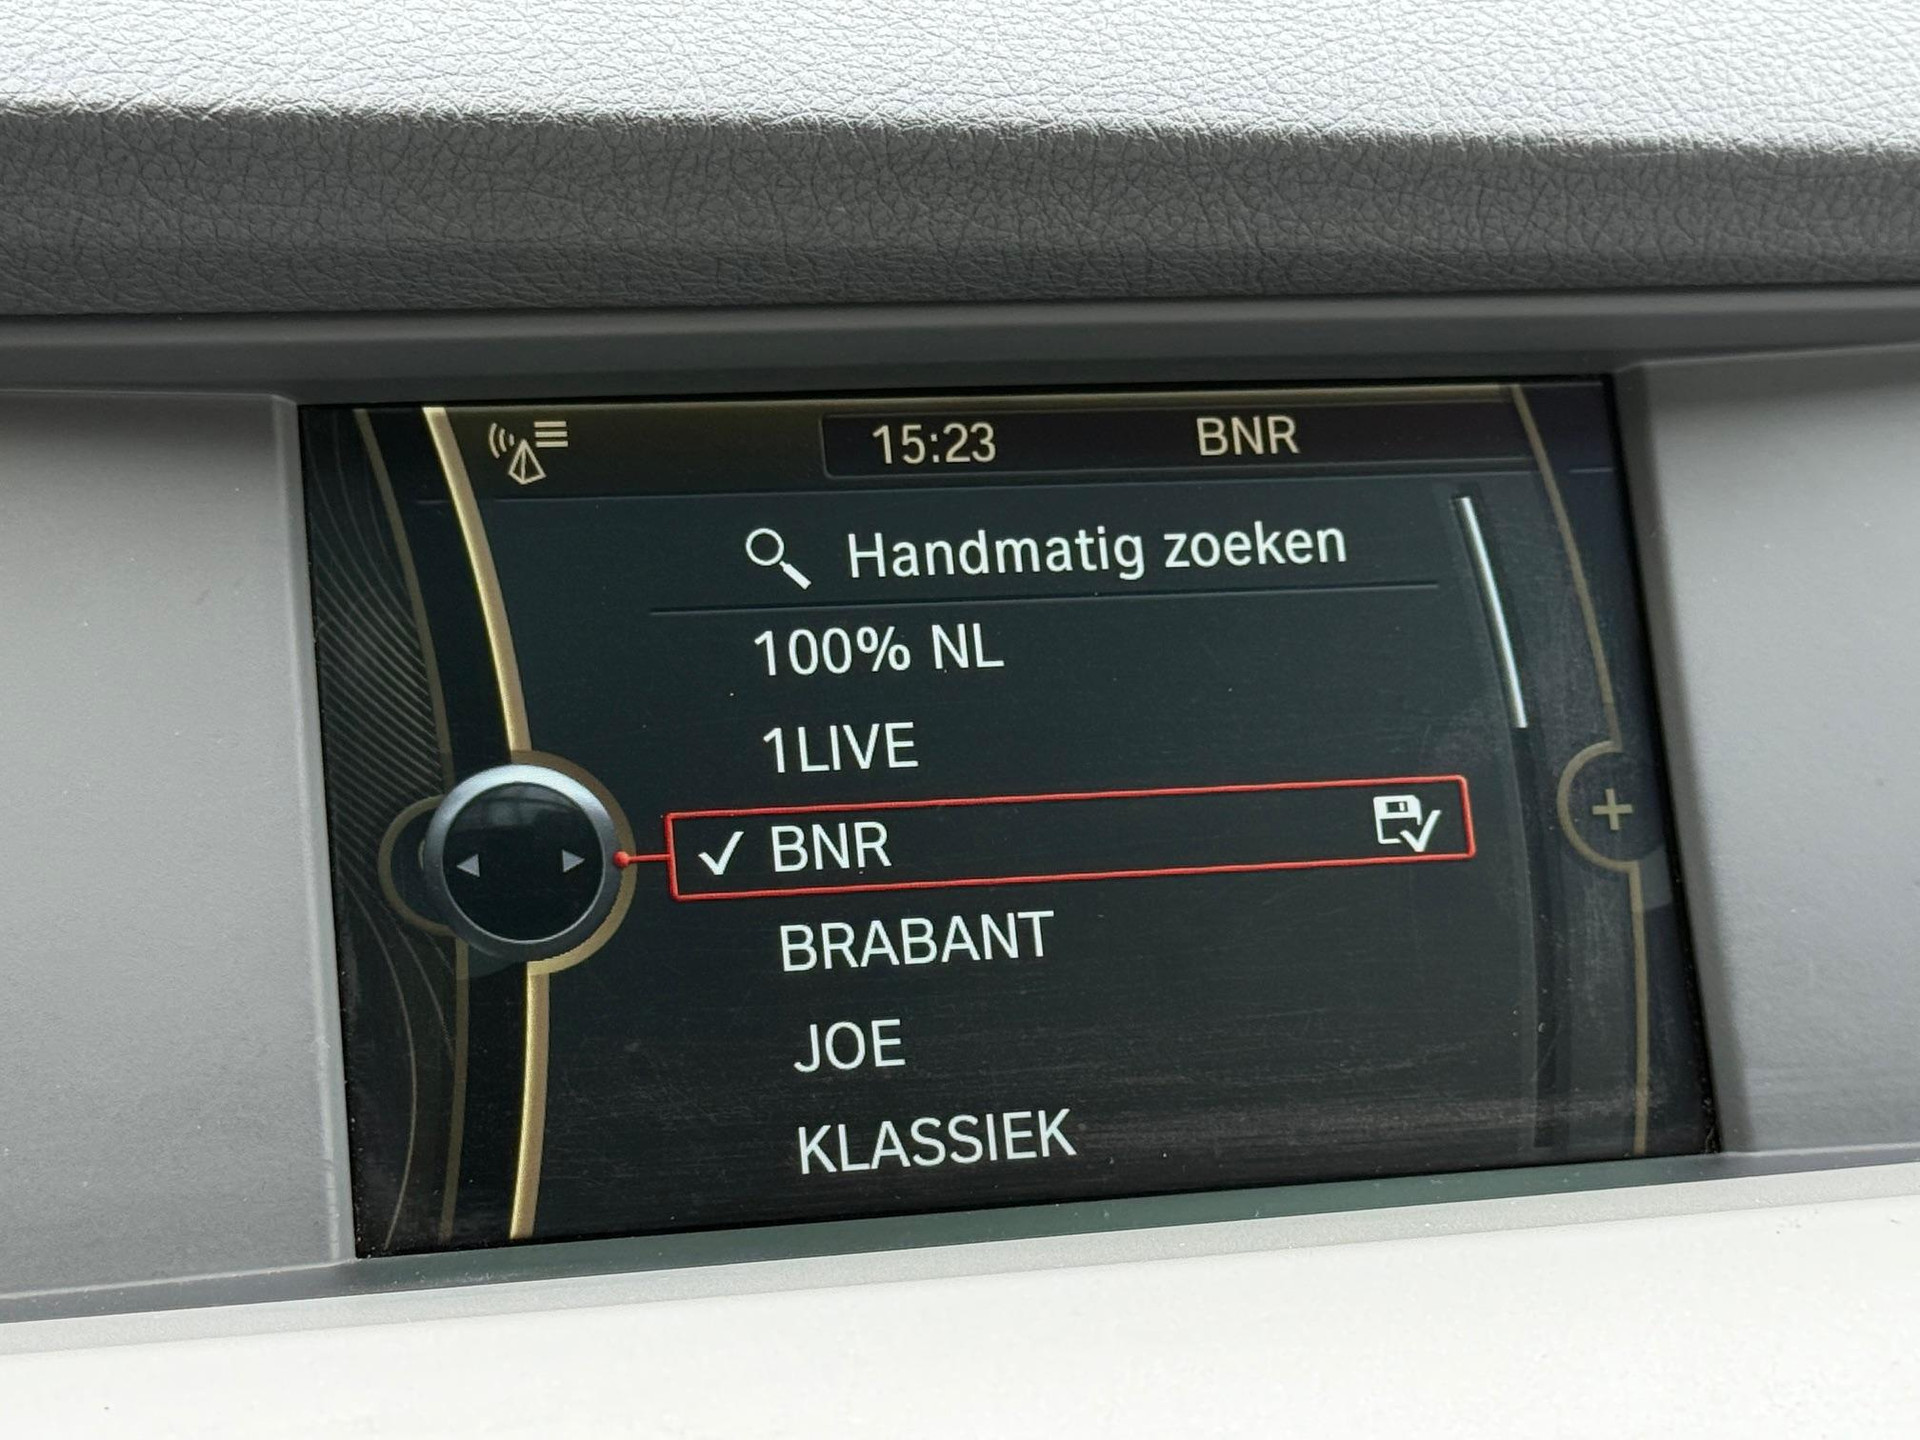 15:23 BNR
Handmatig zoeken
100% NL
1LIVE
BNR
BRABANT
JOE
KLASSIEK